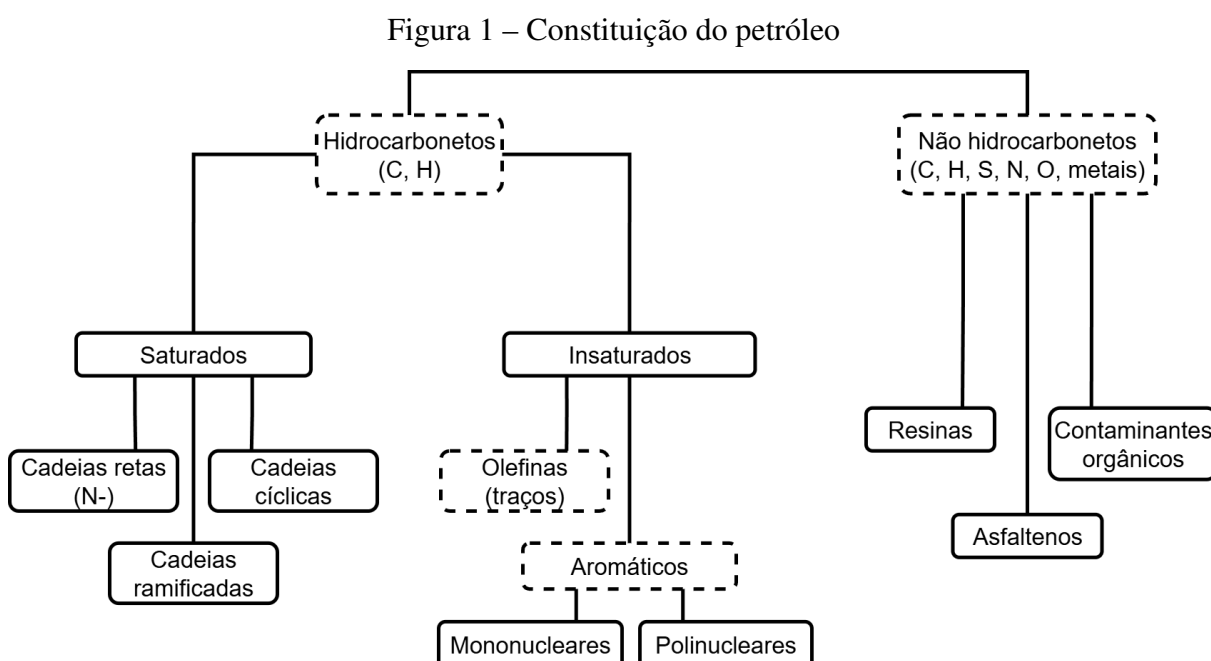 Figura 1 – Constituição do petróleo
Hidrocarbonetos
(C, H)
Não hidrocarbonetos
(C, H, S, N, O, metais)
Saturados
Insaturados
Cadeias retas
(N-)
Cadeias
cíclicas
Cadeias
ramificadas
Olefinas
(traços)
Aromáticos
Mononucleares
Polinucleares
Resinas
Contaminantes
orgânicos
Asfaltenos